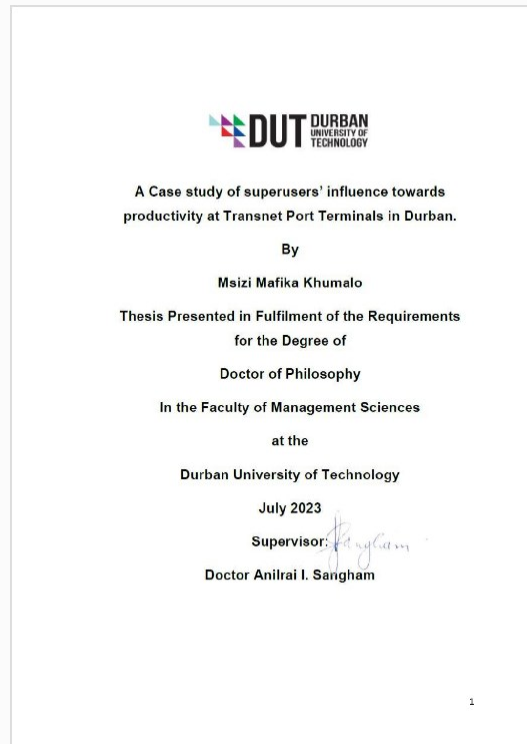 DUT DURBAN
UNIVERSITY OF
TECHNOLOGY
A Case study of superusers' influence towards
productivity at Transnet Port Terminals in Durban.
By
Msizi Mafika Khumalo
Thesis Presented in Fulfilment of the Requirements
for the Degree of
Doctor of Philosophy
In the Faculty of Management Sciences
at the
Durban University of Technology
July 2023
Supervisor:
Doctor Anilrai I. Sangham
1